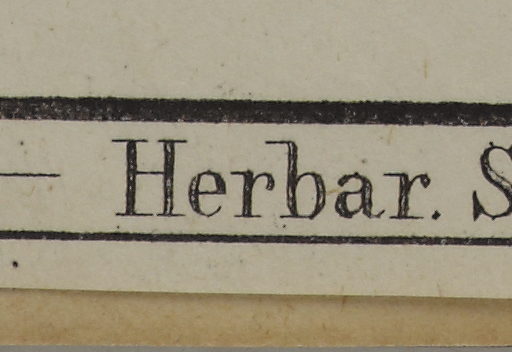 — Herbar. S